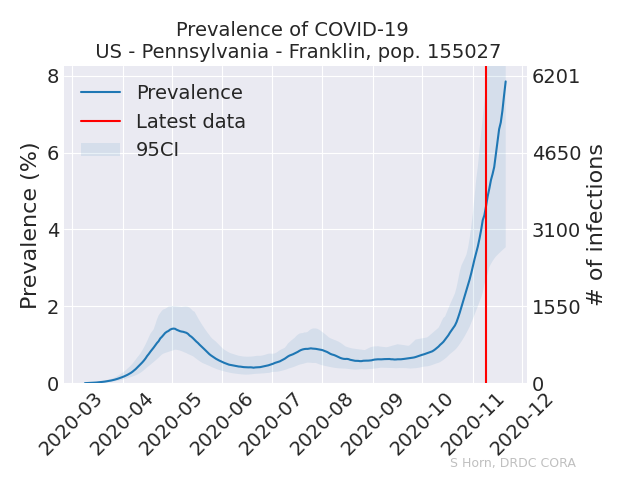 Prevalence of COVID-19
US - Pennsylvania - Franklin, pop. 155027
Prevalence
Latest data
95CI
Prevalence (%)
8
6
4
2
0
6201
4650
3100
1550
0
# of infections
2020-03
2020-04
2020-05
2020-06
2020-07
2020-08
2020-09
2020-10
2020-11
2020-12
S Horn, DRDC CORA